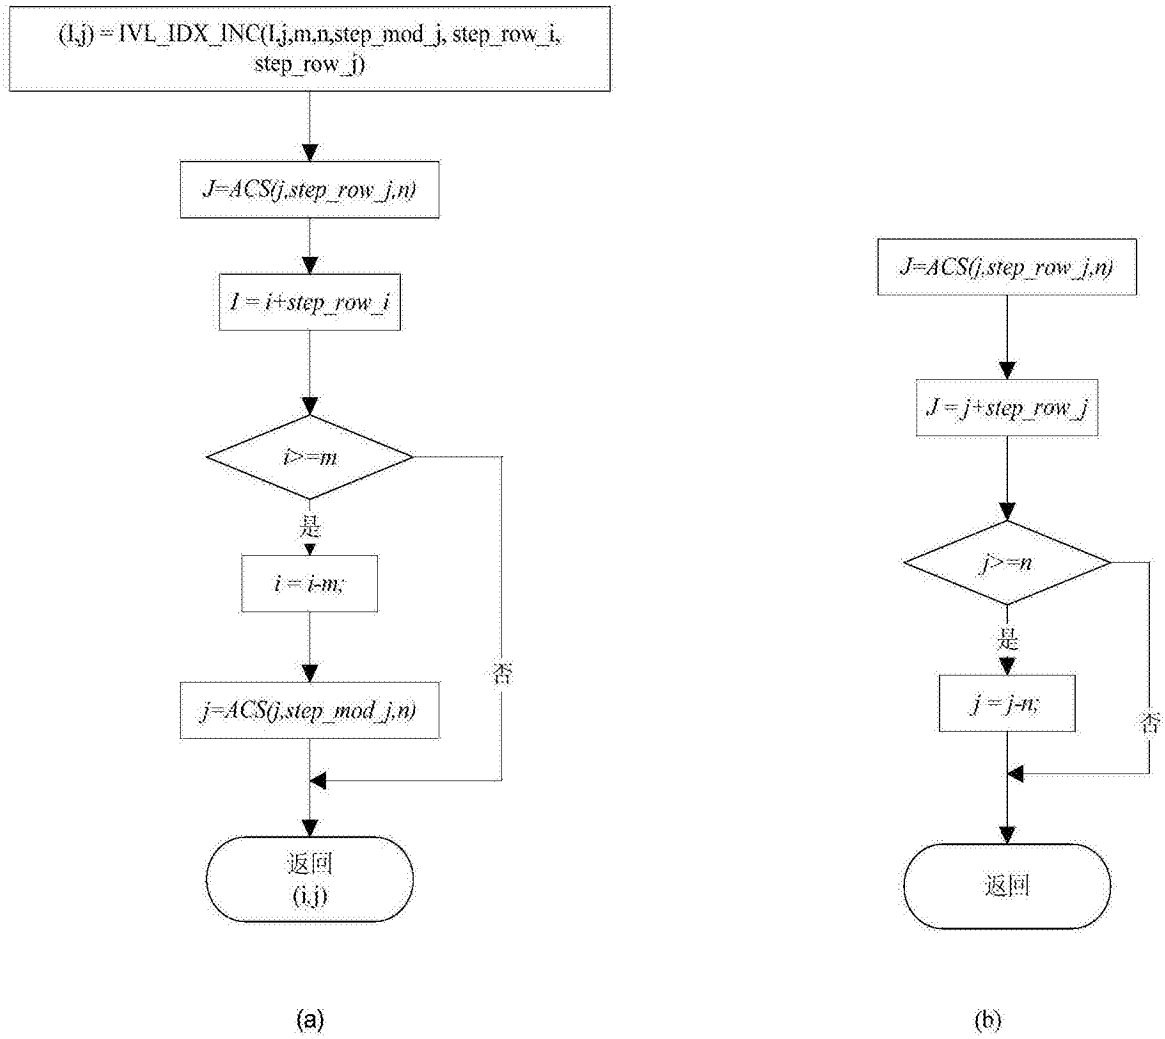 (I,j) = IVL_IDX_INC(I,j,m,n,step_mod_j, step_row_i,
step_row_j)
J=ACS(j,step_row_j,n)
I = i+step_row_i
i>=m
是
i = i-m;
否
j=ACS(j,step_mod_j,n)
返回
(i,j)
(a)
J=ACS(j,step_row_j,n)
J = j+step_row_j
j>=n
是
j = j-n;
否
返回
(b)